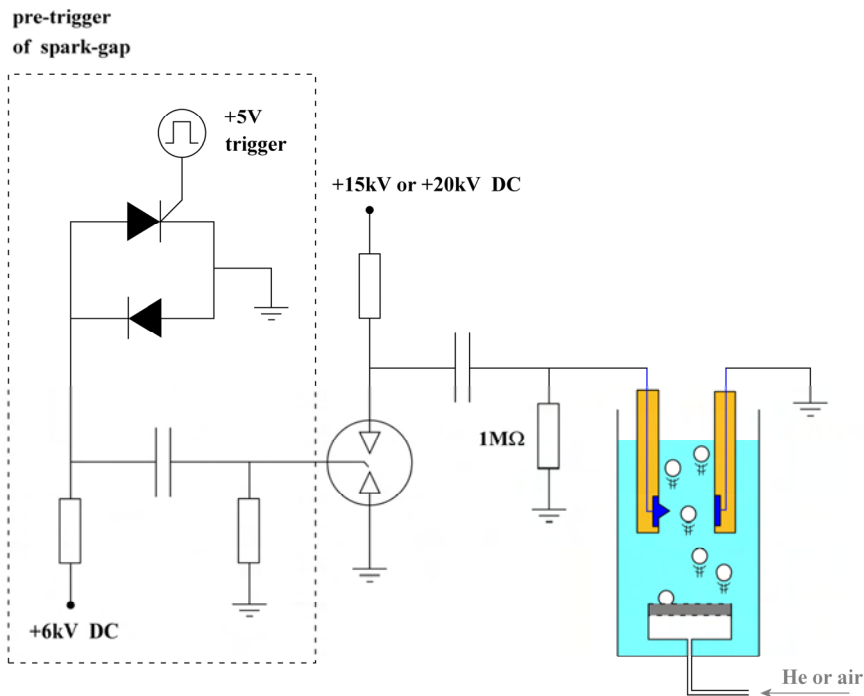 pre-trigger
of spark-gap
+5V
trigger
+15kV or +20kV DC
1MΩ
+6kV DC
He or air